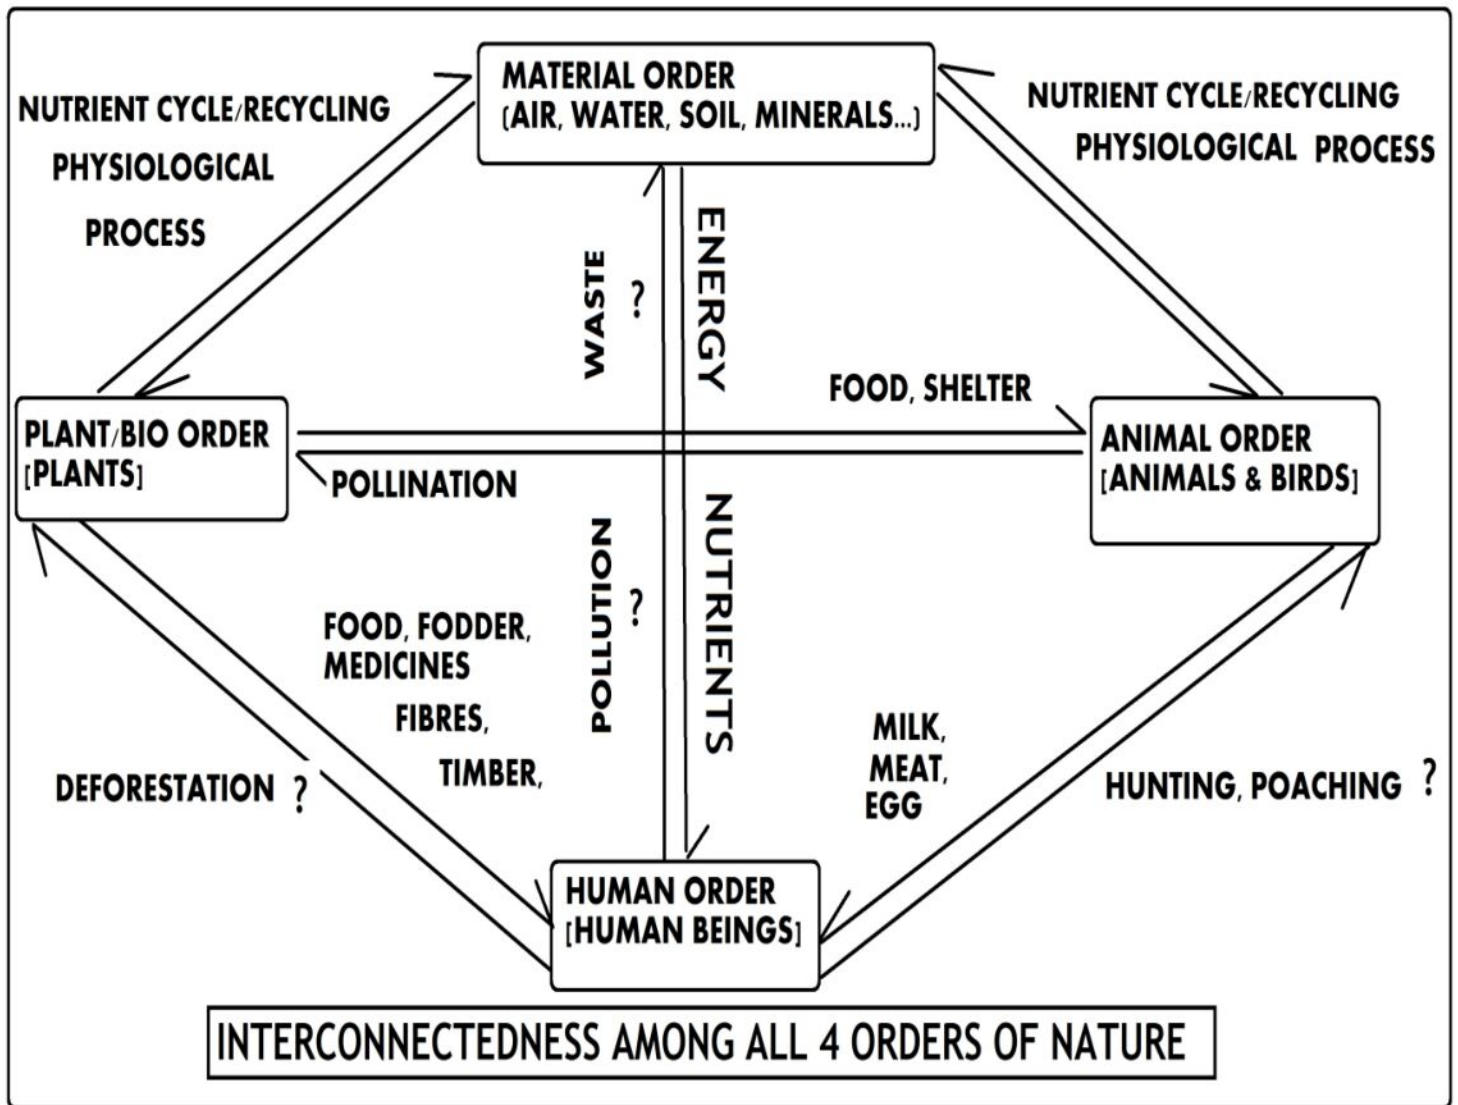 MATERIAL ORDER
(AIR, WATER, SOIL, MINERALS...)
NUTRIENT CYCLE/RECYCLING
PHYSIOLOGICAL
PROCESS
NUTRIENT CYCLE/RECYCLING
PHYSIOLOGICAL PROCESS
WASTE ?
ENERGY
FOOD, SHELTER
PLANT/BIO ORDER
[PLANTS]
ANIMAL ORDER
[ANIMALS & BIRDS]
POLLINATION
POLLUTION ?
NUTRIENTS
FOOD, FODDER,
MEDICINES
FIBRES,
TIMBER,
MILK,
MEAT,
EGG
DEFORESTATION ?
HUNTING, POACHING ?
HUMAN ORDER
[HUMAN BEINGS]
INTERCONNECTEDNESS AMONG ALL 4 ORDERS OF NATURE